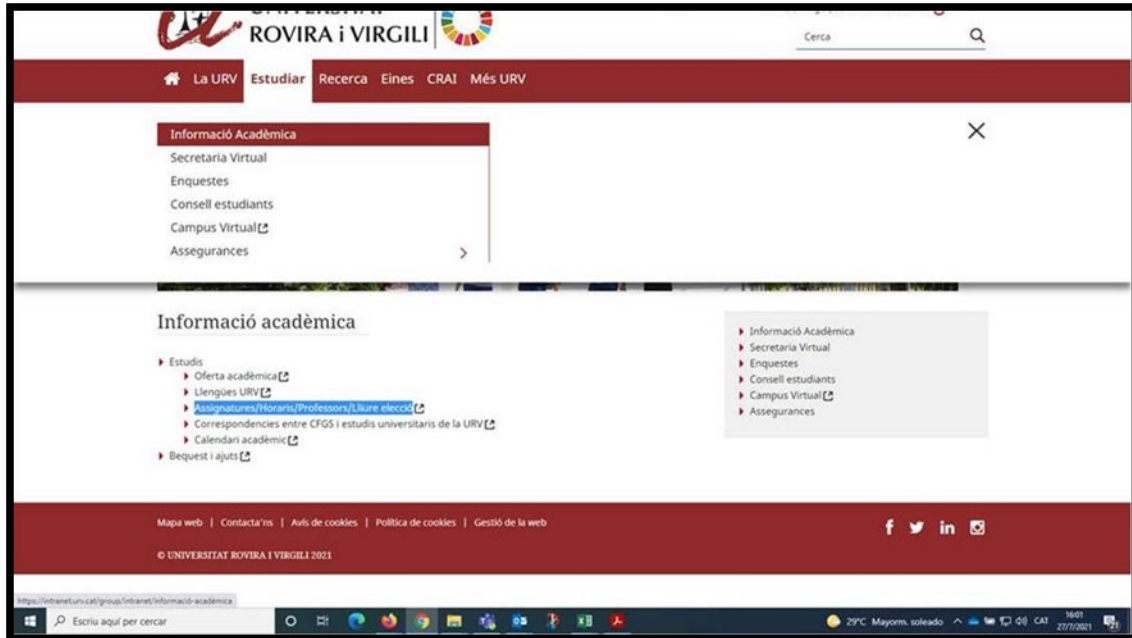 ROVIRA i VIRGILI
Cerca
La URV Estudiar Recerca Eines CRAI Més URV
Informació Acadèmica
Secretaria Virtual
Enquestes
Consell estudiants
Campus Virtual
Assegurances
Informació acadèmica
Estudis
Oferta acadèmica
Llengües URV
Assignatures/Horaris/Professors/Lliure elecció
Correspondencies entre CFGS i estudis universitaris de la URV
Calendari acadèmic
Bequest i ajuts
Informació Acadèmica
Secretaria Virtual
Enquestes
Consell estudiants
Campus Virtual
Assegurances
Mapa web | Contacta'ns | Avís de cookies | Política de cookies | Gestió de la web
© UNIVERSITAT ROVIRA I VIRGILI 2021
https://intranet.urv.cat/group/intranet/informació-acadèmica
Escriu aquí per cercar
29°C Mayorm. soleado CAT
16:01
27/7/2021